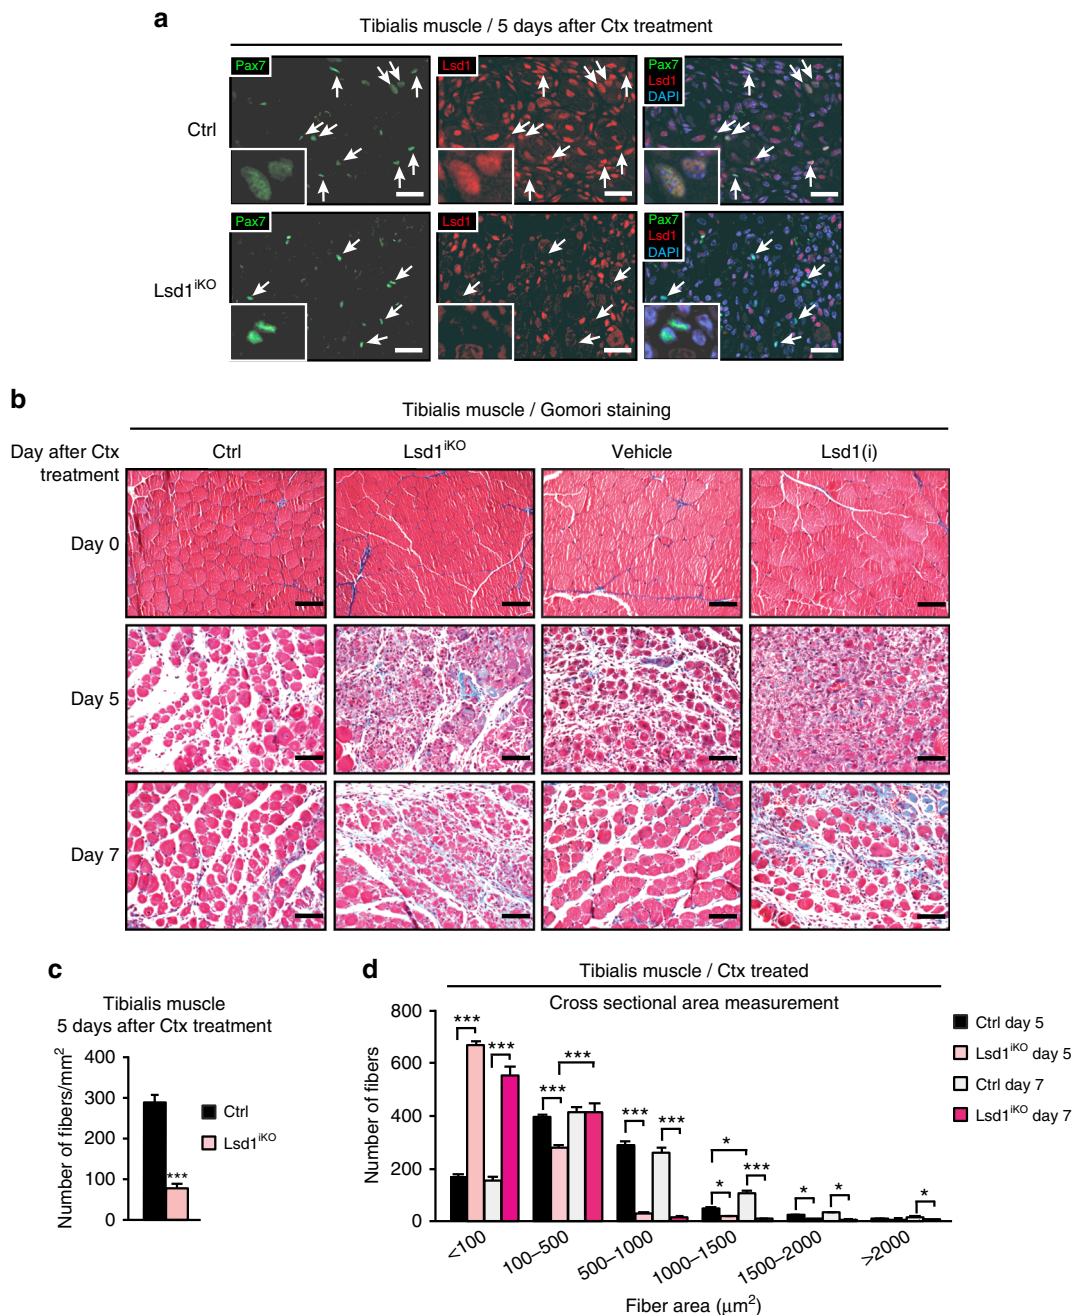 a
Tibialis muscle / 5 days after Ctx treatment
Pax7
Lsd1
Pax7
Lsd1
DAPI
Ctrl
Pax7
Lsd1
Pax7
Lsd1
DAPI
Lsd1iKO
b
Tibialis muscle / Gomori staining
Day after Ctx
treatment
Ctrl
Lsd1iKO
Vehicle
Lsd1(i)
Day 0
Day 5
Day 7
c
Tibialis muscle
5 days after Ctx treatment
Number of fibers/mm2
400
300
200
100
0
***
Ctrl
Lsd1iKO
d
Tibialis muscle / Ctx treated
Cross sectional area measurement
Number of fibers
800
600
400
200
0
*** *** *** *** *** *** * * *** * * *
<100
100–500
500–1000
1000–1500
1500–2000
>2000
Fiber area (μm2)
Ctrl day 5
Lsd1iKO day 5
Ctrl day 7
Lsd1iKO day 7